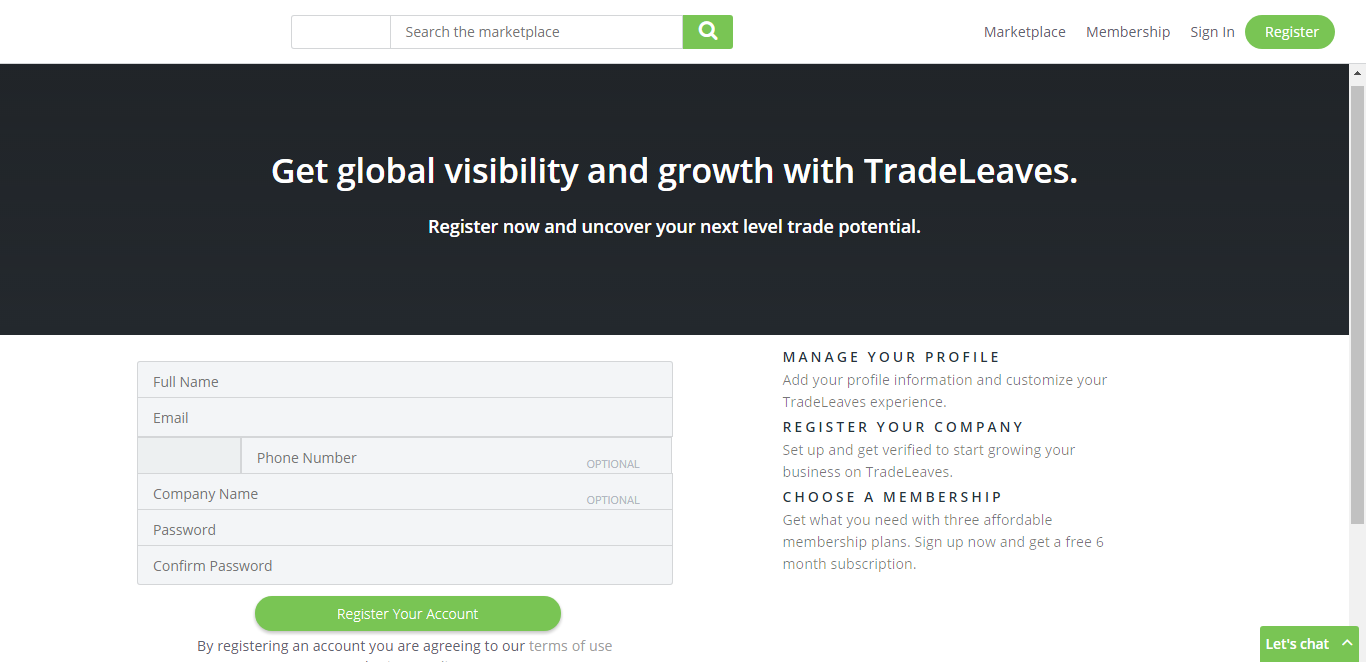 Search the marketplace
Marketplace Membership Sign In Register
Get global visibility and growth with TradeLeaves.
Register now and uncover your next level trade potential.
Full Name
Email
Phone Number OPTIONAL
Company Name OPTIONAL
Password
Confirm Password
Register Your Account
By registering an account you are agreeing to our terms of use
MANAGE YOUR PROFILE
Add your profile information and customize your
TradeLeaves experience.
REGISTER YOUR COMPANY
Set up and get verified to start growing your
business on TradeLeaves.
CHOOSE A MEMBERSHIP
Get what you need with three affordable
membership plans. Sign up now and get a free 6
month subscription.
Let's chat